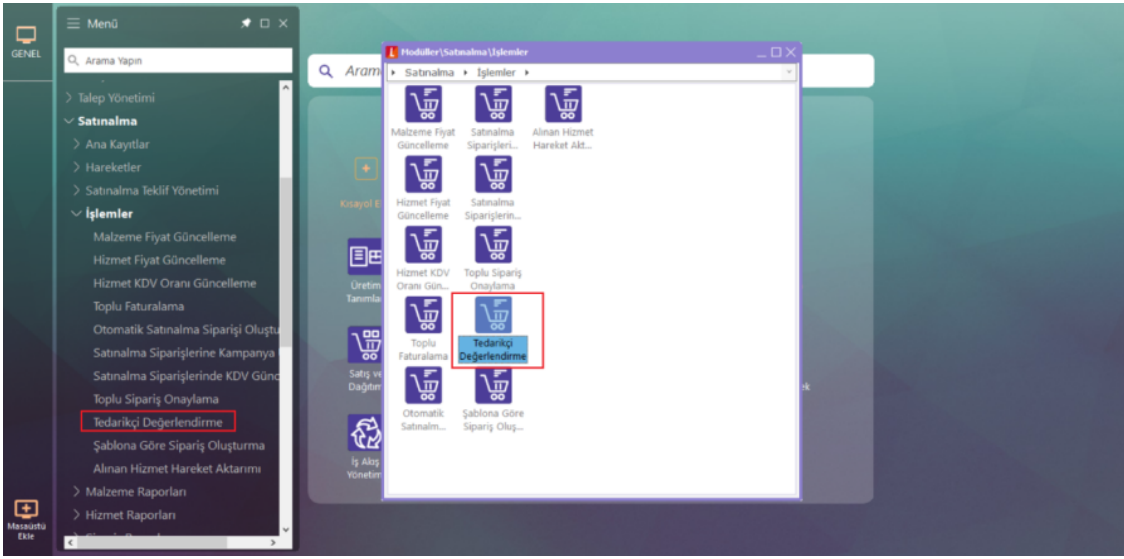 GENEL
Menü
Arama Yapın
Talep Yönetimi
Satınalma
Ana Kayıtlar
Hareketler
Satınalma Teklif Yönetimi
İşlemler
Malzeme Fiyat Güncelleme
Hizmet Fiyat Güncelleme
Hizmet KDV Oranı Güncelleme
Toplu Faturalama
Otomatik Satınalma Siparişi Oluştu
Satınalma Siparişlerine Kampanya
Satınalma Siparişlerinde KDV Günc
Toplu Sipariş Onaylama
Tedarikçi Değerlendirme
Şablona Göre Sipariş Oluşturma
Alınan Hizmet Hareket Aktarımı
Malzeme Raporları
Hizmet Raporları
Masaüstü
Ekle
Aram
Kısayol E
Üretim
Tanımla
Satış ve
Dağıtım
İş Akış
Yönetim
Modüller\Satınalma\İşlemler
Satınalma İşlemler
Malzeme Fiyat
Güncelleme
Satınalma
Siparişleri...
Alınan Hizmet
Hareket Akt...
Hizmet Fiyat
Güncelleme
Satınalma
Siparişlerin...
Hizmet KDV
Oranı Gün...
Toplu Sipariş
Onaylama
Toplu
Faturalama
Tedarikçi
Değerlendirme
Otomatik
Satınalm...
Şablona Göre
Sipariş Oluş...